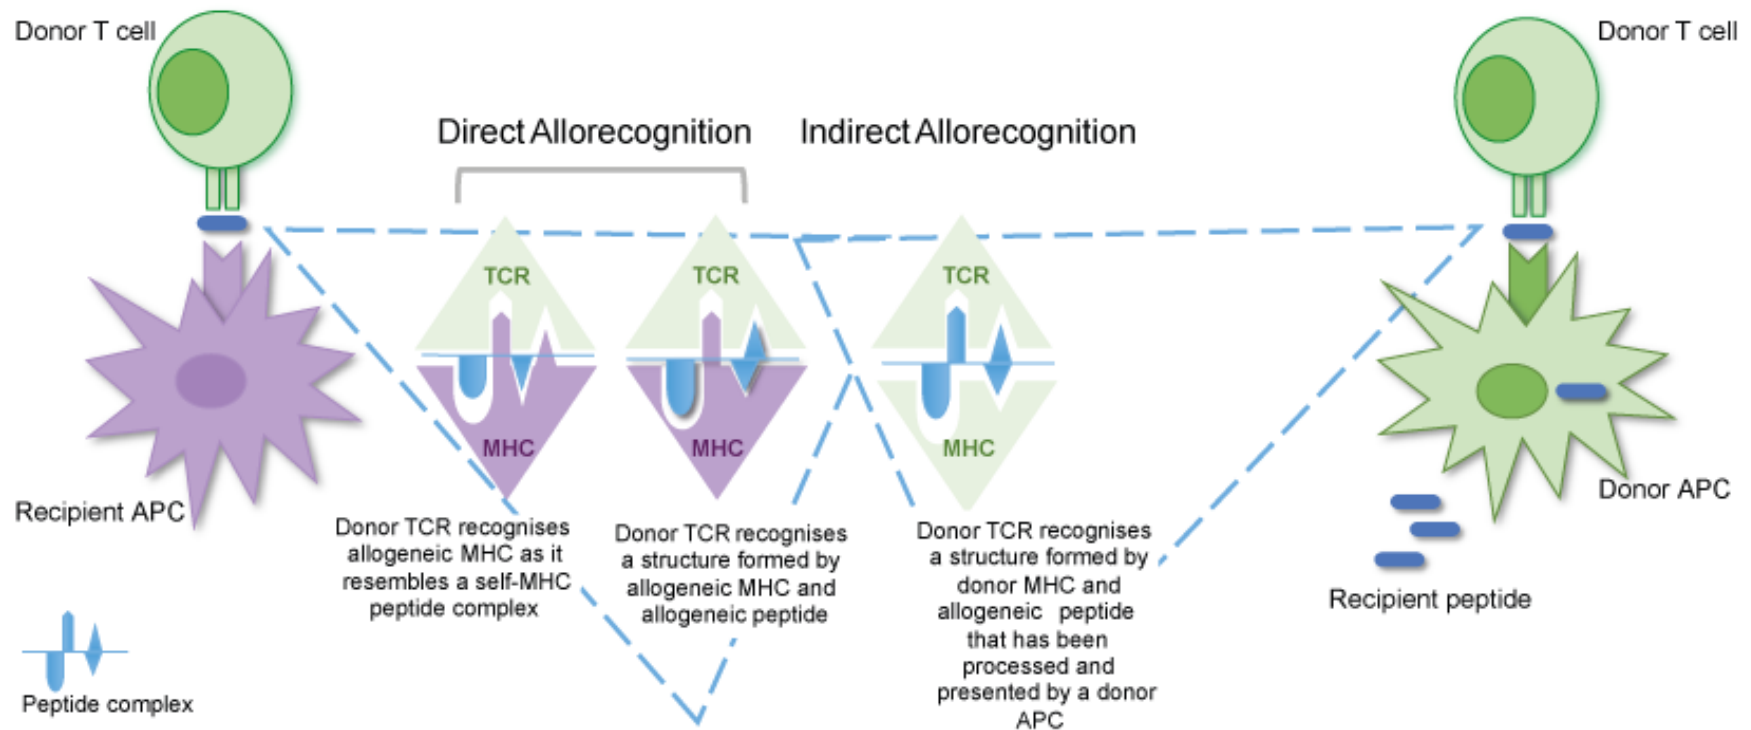 Donor T cell
Donor T cell
Direct Allorecognition
Indirect Allorecognition
TCR
MHC
TCR
MHC
TCR
MHC
Recipient APC
Donor TCR recognises
allogeneic MHC as it
resembles a self-MHC
peptide complex
Donor TCR recognises
a structure formed by
allogeneic MHC and
allogeneic peptide
Donor TCR recognises
a structure formed by
donor MHC and
allogeneic peptide
that has been
processed and
presented by a donor
APC
Donor APC
Recipient peptide
Peptide complex